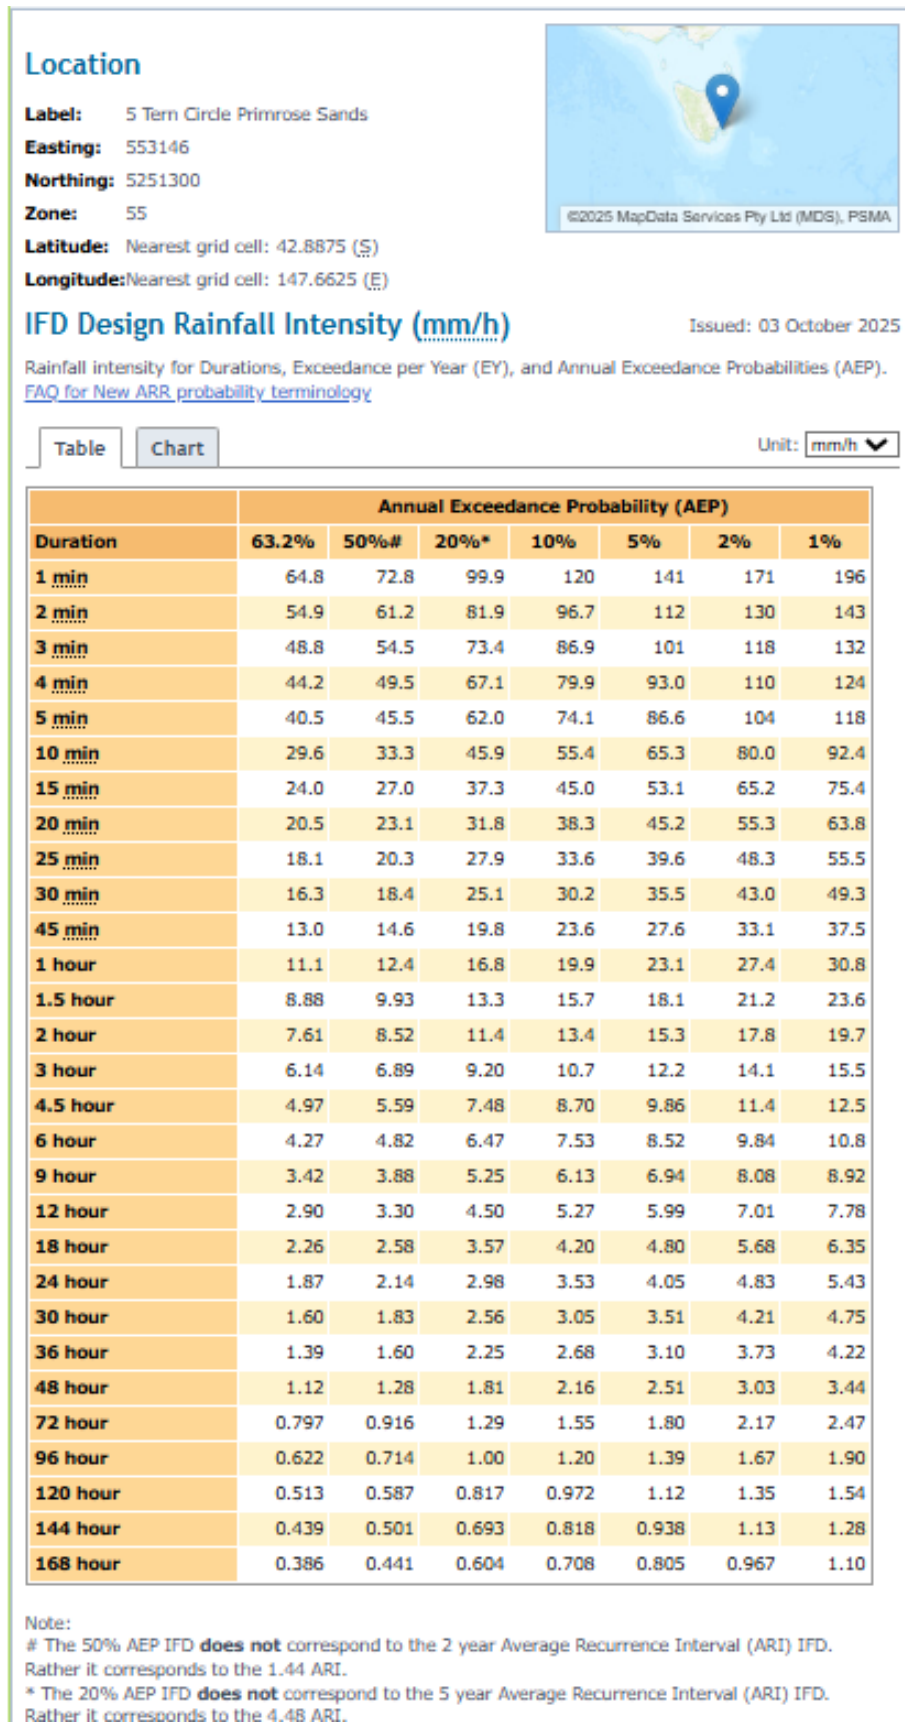 Location
Label: 5 Tern Circle Primrose Sands
Easting: 553146
Northing: 5251300
Zone: 55
Latitude: Nearest grid cell: 42.8875 (S)
Longitude: Nearest grid cell: 147.6625 (E)
©2025 MapData Services Pty Ltd (MDS), PSMA
IFD Design Rainfall Intensity (mm/h)
Issued: 03 October 2025
Rainfall intensity for Durations, Exceedance per Year (EY), and Annual Exceedance Probabilities (AEP).
FAQ for New ARR probability terminology
Table Chart Unit: mm/h
Annual Exceedance Probability (AEP)
Duration 63.2% 50%# 20%* 10% 5% 2% 1%
1 min 64.8 72.8 99.9 120 141 171 196
2 min 54.9 61.2 81.9 96.7 112 130 143
3 min 48.8 54.5 73.4 86.9 101 118 132
4 min 44.2 49.5 67.1 79.9 93.0 110 124
5 min 40.5 45.5 62.0 74.1 86.6 104 118
10 min 29.6 33.3 45.9 55.4 65.3 80.0 92.4
15 min 24.0 27.0 37.3 45.0 53.1 65.2 75.4
20 min 20.5 23.1 31.8 38.3 45.2 55.3 63.8
25 min 18.1 20.3 27.9 33.6 39.6 48.3 55.5
30 min 16.3 18.4 25.1 30.2 35.5 43.0 49.3
45 min 13.0 14.6 19.8 23.6 27.6 33.1 37.5
1 hour 11.1 12.4 16.8 19.9 23.1 27.4 30.8
1.5 hour 8.88 9.93 13.3 15.7 18.1 21.2 23.6
2 hour 7.61 8.52 11.4 13.4 15.3 17.8 19.7
3 hour 6.14 6.89 9.20 10.7 12.2 14.1 15.5
4.5 hour 4.97 5.59 7.48 8.70 9.86 11.4 12.5
6 hour 4.27 4.82 6.47 7.53 8.52 9.84 10.8
9 hour 3.42 3.88 5.25 6.13 6.94 8.08 8.92
12 hour 2.90 3.30 4.50 5.27 5.99 7.01 7.78
18 hour 2.26 2.58 3.57 4.20 4.80 5.68 6.35
24 hour 1.87 2.14 2.98 3.53 4.05 4.83 5.43
30 hour 1.60 1.83 2.56 3.05 3.51 4.21 4.75
36 hour 1.39 1.60 2.25 2.68 3.10 3.73 4.22
48 hour 1.12 1.28 1.81 2.16 2.51 3.03 3.44
72 hour 0.797 0.916 1.29 1.55 1.80 2.17 2.47
96 hour 0.622 0.714 1.00 1.20 1.39 1.67 1.90
120 hour 0.513 0.587 0.817 0.972 1.12 1.35 1.54
144 hour 0.439 0.501 0.693 0.818 0.938 1.13 1.28
168 hour 0.386 0.441 0.604 0.708 0.805 0.967 1.10
Note:
# The 50% AEP IFD does not correspond to the 2 year Average Recurrence Interval (ARI) IFD.
Rather it corresponds to the 1.44 ARI.
* The 20% AEP IFD does not correspond to the 5 year Average Recurrence Interval (ARI) IFD.
Rather it corresponds to the 4.48 ARI.